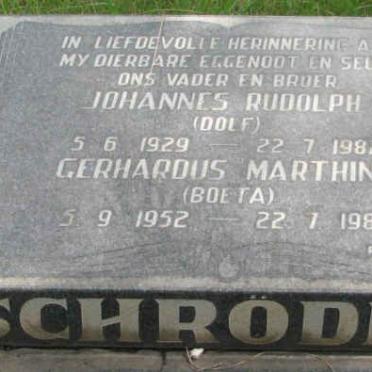 IN LIEFDEVOLLE HERINNERING A
MY DIERBARE EGGENOOT EN SEU
ONS VADER EN BROER
JOHANNES RUDOLPH
(DOLF)
5 6 1929 — 22 7 198
GERHARDUS MARTHIN
(BOETA)
5 9 1952 — 22 7 198
SCHRÖD